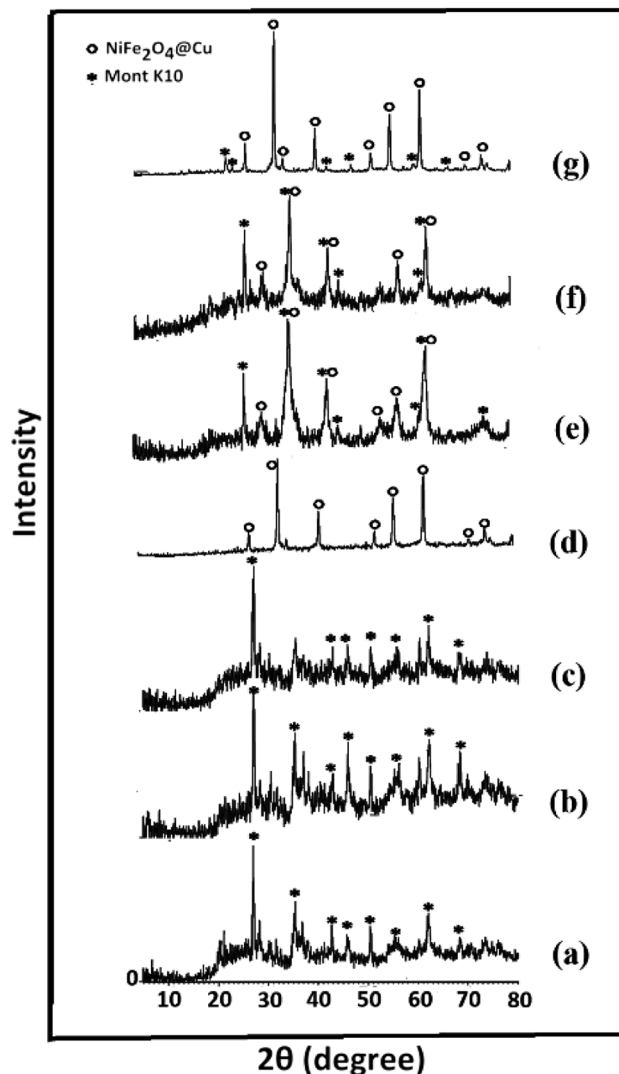 NiFe2O4@Cu
Mont K10
(g)
(f)
(e)
(d)
(c)
(b)
(a)
Intensity
0
10 20 30 40 50 60 70 80
2θ (degree)